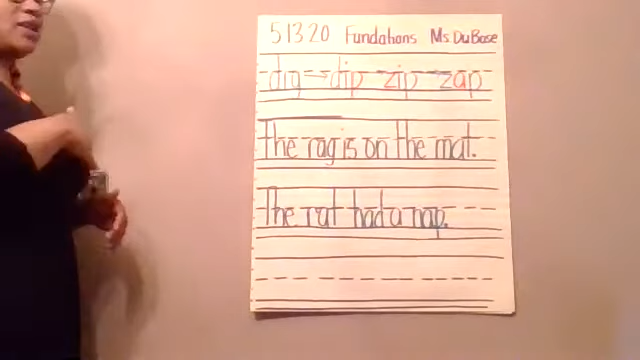 51320 Fundations Ms DuBose
dig dip zip zap
The rag is on the mat.
The rat had a nap.